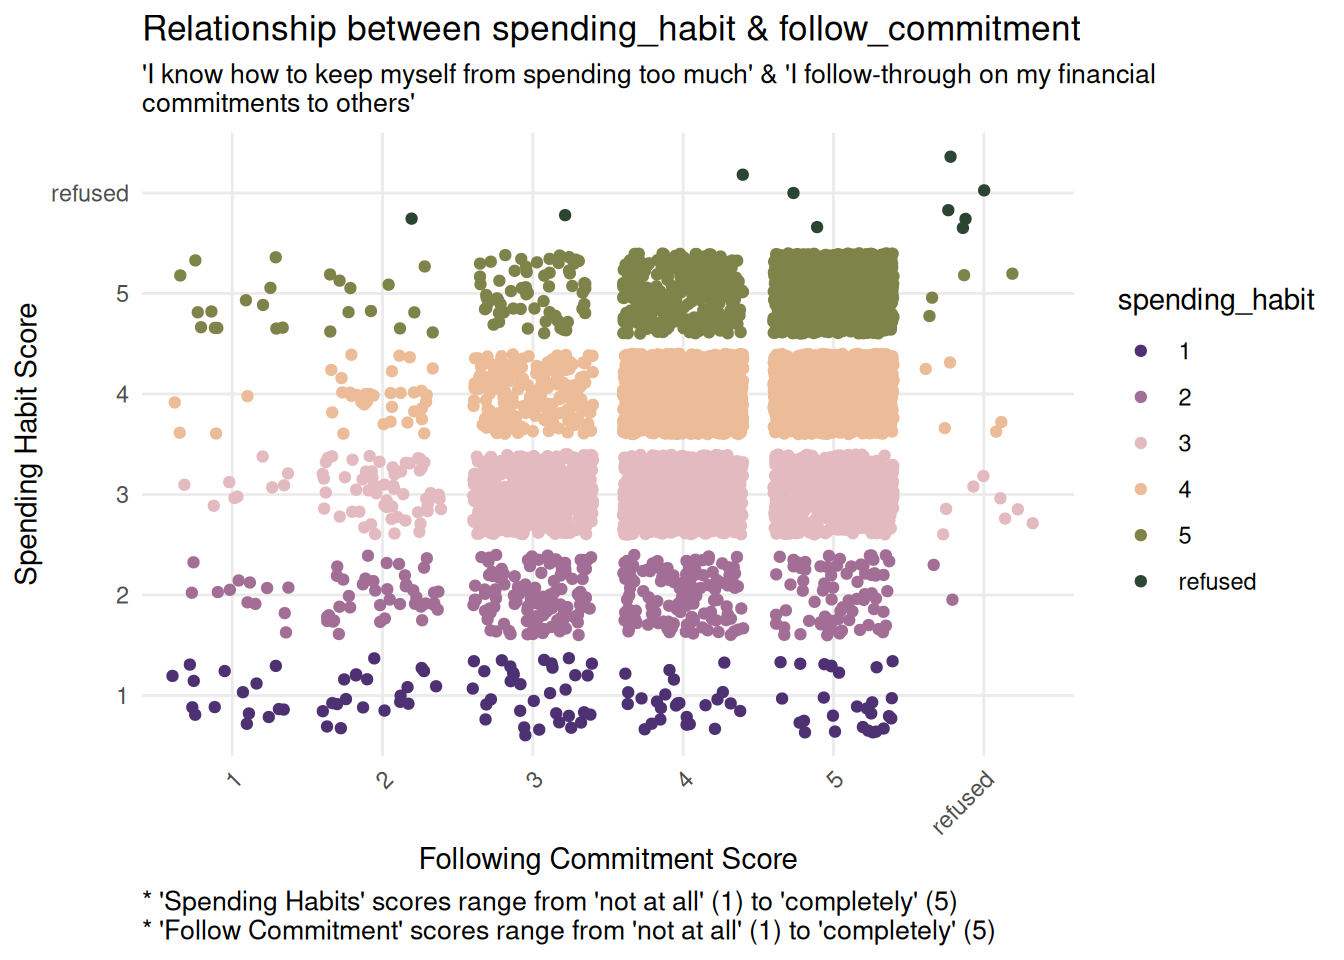 Relationship between spending_habit & follow_commitment
'I know how to keep myself from spending too much' & 'I follow-through on my financial
commitments to others'
Spending Habit Score
refused
5
4
3
2
1
1
2
3
4
5
refused
Following Commitment Score
spending_habit
1
2
3
4
5
refused
* 'Spending Habits' scores range from 'not at all' (1) to 'completely' (5)
* 'Follow Commitment' scores range from 'not at all' (1) to 'completely' (5)